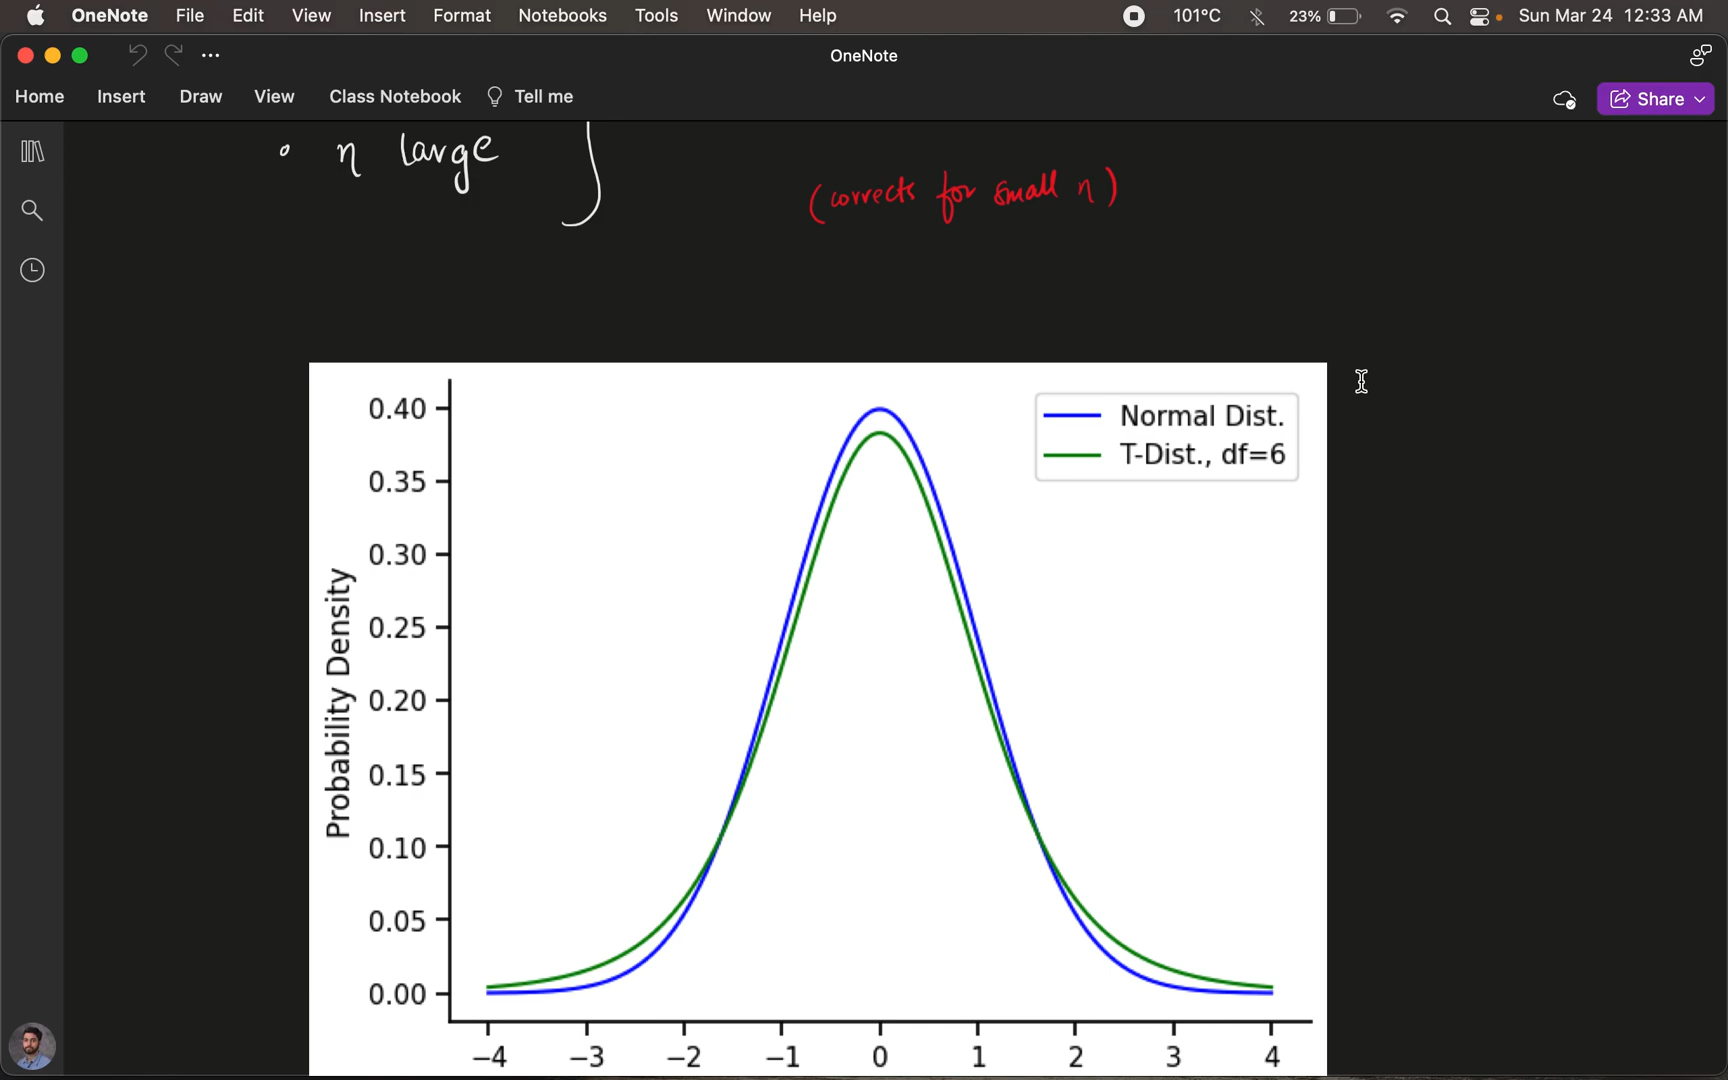 OneNote File Edit View Insert Format Notebooks Tools Window Help 101°C 23% Sun Mar 24 12:33 AM
OneNote
Home Insert Draw View Class Notebook Tell me Share
• n large
(corrects for small n)
Normal Dist.
T-Dist., df=6
Probability Density
0.40
0.35
0.30
0.25
0.20
0.15
0.10
0.05
0.00
−4 −3 −2 −1 0 1 2 3 4